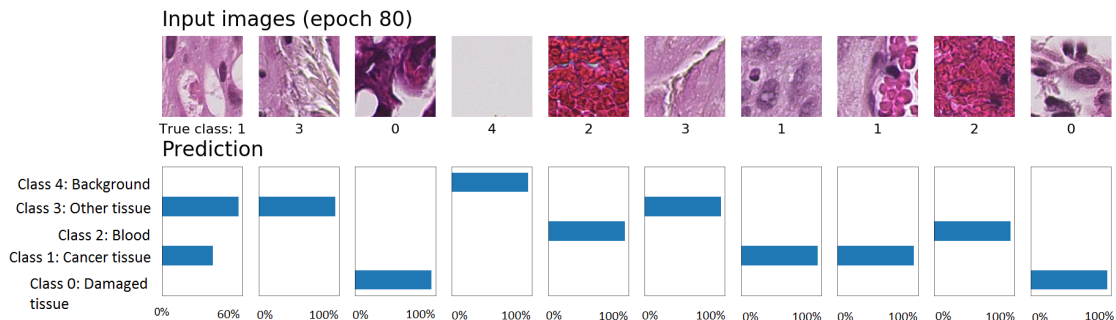 Input images (epoch 80)
True class: 1 3 0 4 2 3 1 1 2 0
Prediction
Class 4: Background
Class 3: Other tissue
Class 2: Blood
Class 1: Cancer tissue
Class 0: Damaged
tissue
0% 60% 0% 100% 0% 100% 0% 100% 0% 100% 0% 100% 0% 100% 0% 100% 0% 100% 0% 100%